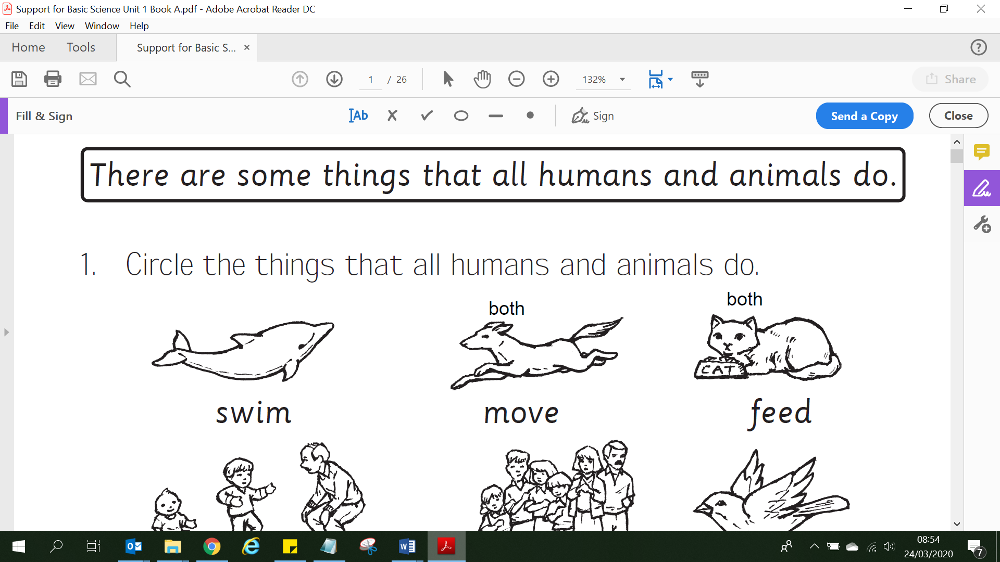 Support for Basic Science Unit 1 Book A.pdf - Adobe Acrobat Reader DC
File Edit View Window Help
Home Tools Support for Basic S... ×
1 / 26 132% Share
Fill & Sign Ab Sign Send a Copy Close
There are some things that all humans and animals do.
1. Circle the things that all humans and animals do.
both both
CAT
swim move feed
08:54
24/03/2020
7